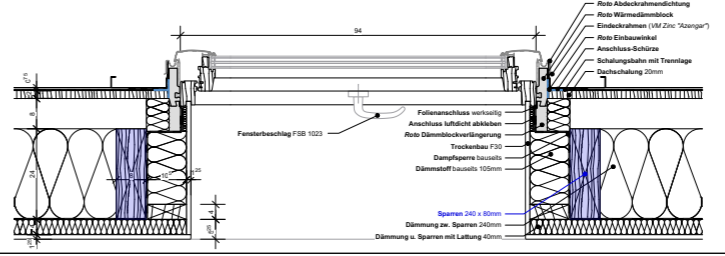 Roto Abdeckrahmendichtung
Roto Wärmedämmblock
Eindeckrahmen (VM Zinc "Azengar")
94
Roto Einbauwinkel
Anschluss-Schürze
Schalungsbahn mit Trennlage
Dachschalung 20mm
8
Folienanschluss werkseitig
Anschluss luftdicht abkleben
Fensterbeschlag FSB 1023
Roto Dämmblockverlängerung
Trockenbau F30
Dampfsperre bauseits
Dämmstoff bauseits 105mm
24
Sparren 240 x 80mm
4
Dämmung zw. Sparren 240mm
Dämmung u. Sparren mit Lattung 40mm